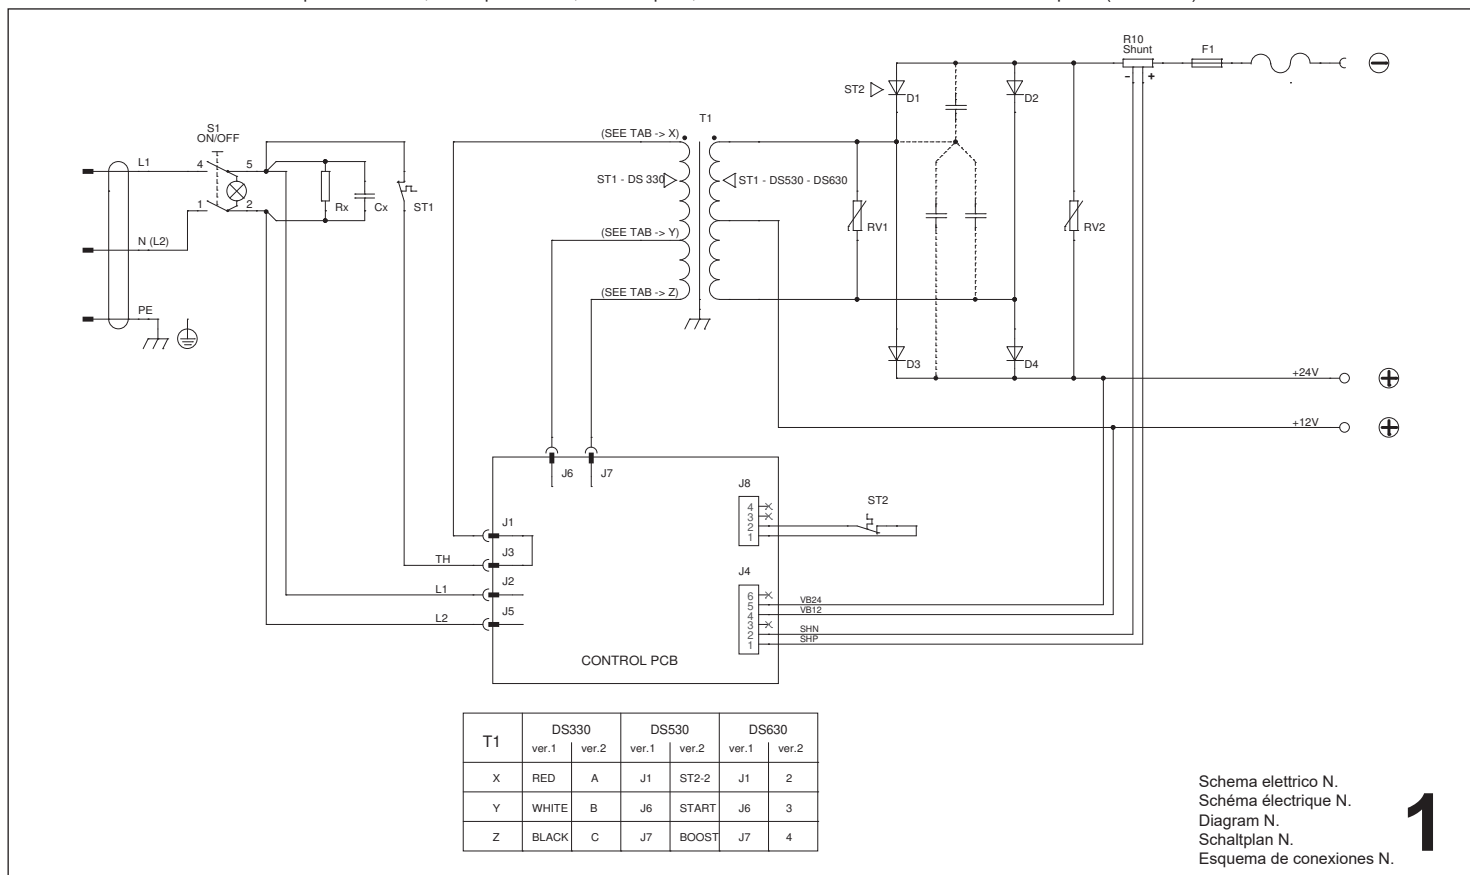 R10
Shunt
F1
- +
ST2
D1
D2
T1
S1
ON/OFF
(SEE TAB -> X)
L1
4
5
ST1 - DS 330
ST1 - DS530 - DS630
1
2
Rx
Cx
ST1
RV1
RV2
N (L2)
(SEE TAB -> Y)
(SEE TAB -> Z)
PE
D3
D4
+24V
+12V
J6
J7
J8
4
3
2
1
ST2
J1
TH
J3
L1
J2
L2
J5
J4
6
5
4
3
2
1
VB24
VB12
SHN
SHP
CONTROL PCB
T1 DS330 DS530 DS630
ver.1 ver.2 ver.1 ver.2 ver.1 ver.2
X RED A J1 ST2-2 J1 2
Y WHITE B J6 START J6 3
Z BLACK C J7 BOOST J7 4
Schema elettrico N.
Schéma électrique N.
Diagram N.
Schaltplan N.
Esquema de conexiones N.
1